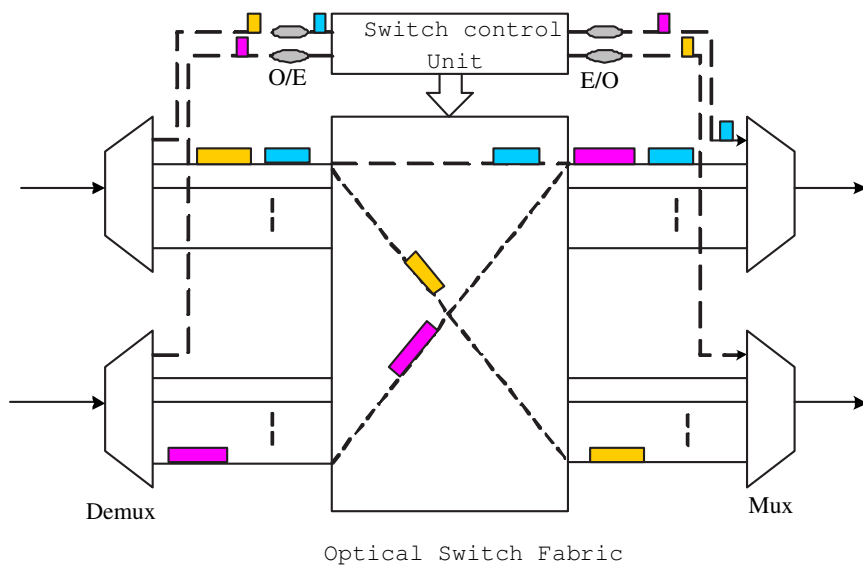 Switch control
Unit
O/E
E/O
Demux
Mux
Optical Switch Fabric